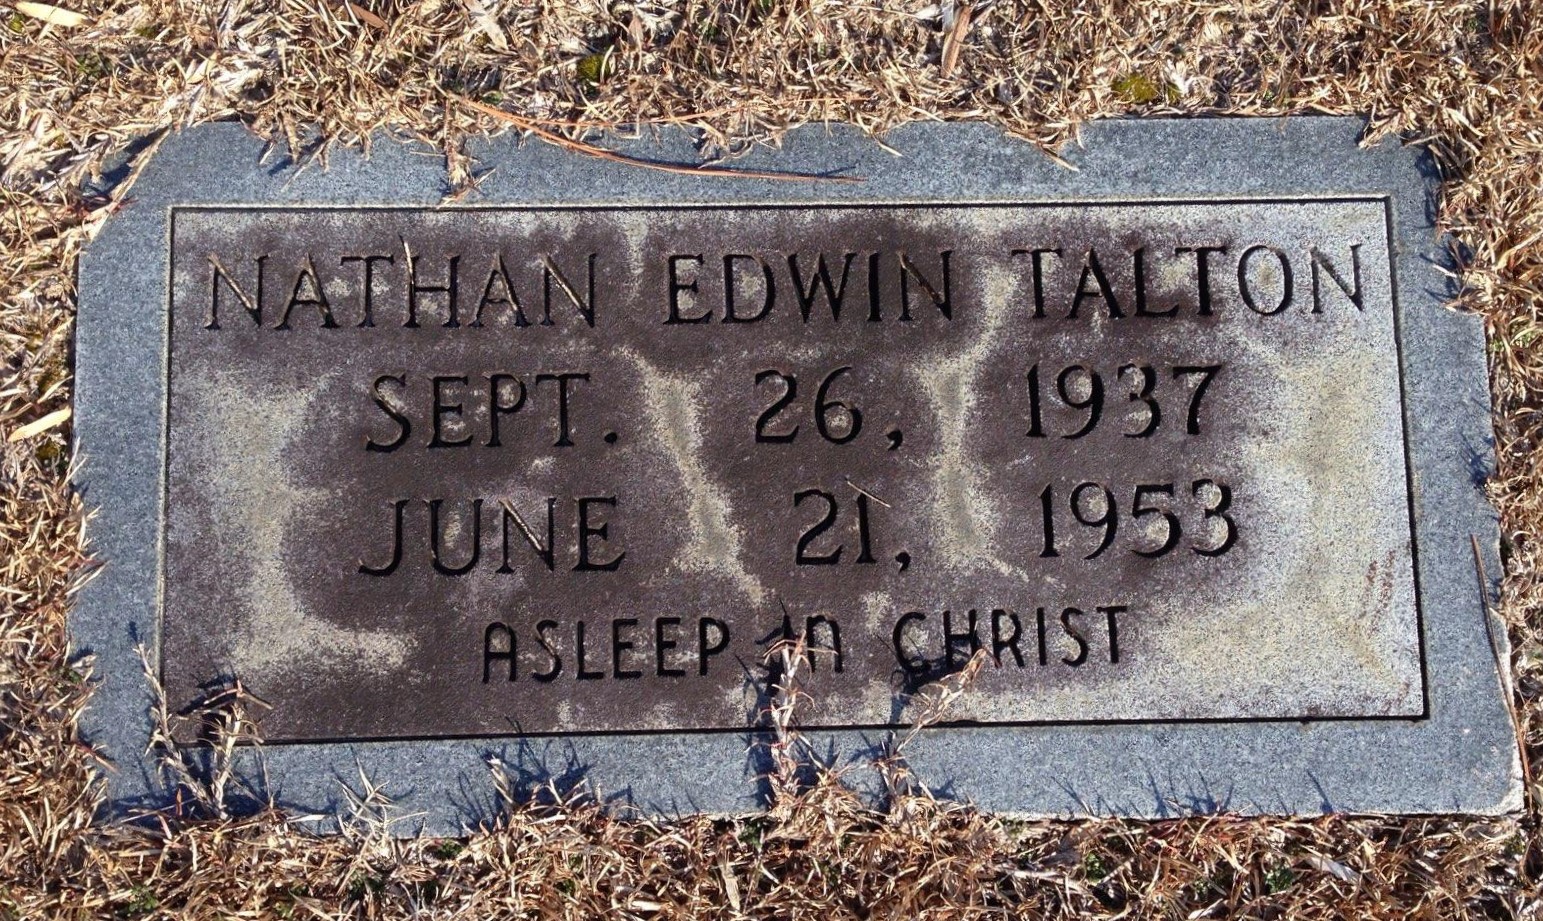 NATHAN EDWIN TALTON
SEPT. 26, 1937
JUNE 21, 1953
ASLEEP IN CHRIST